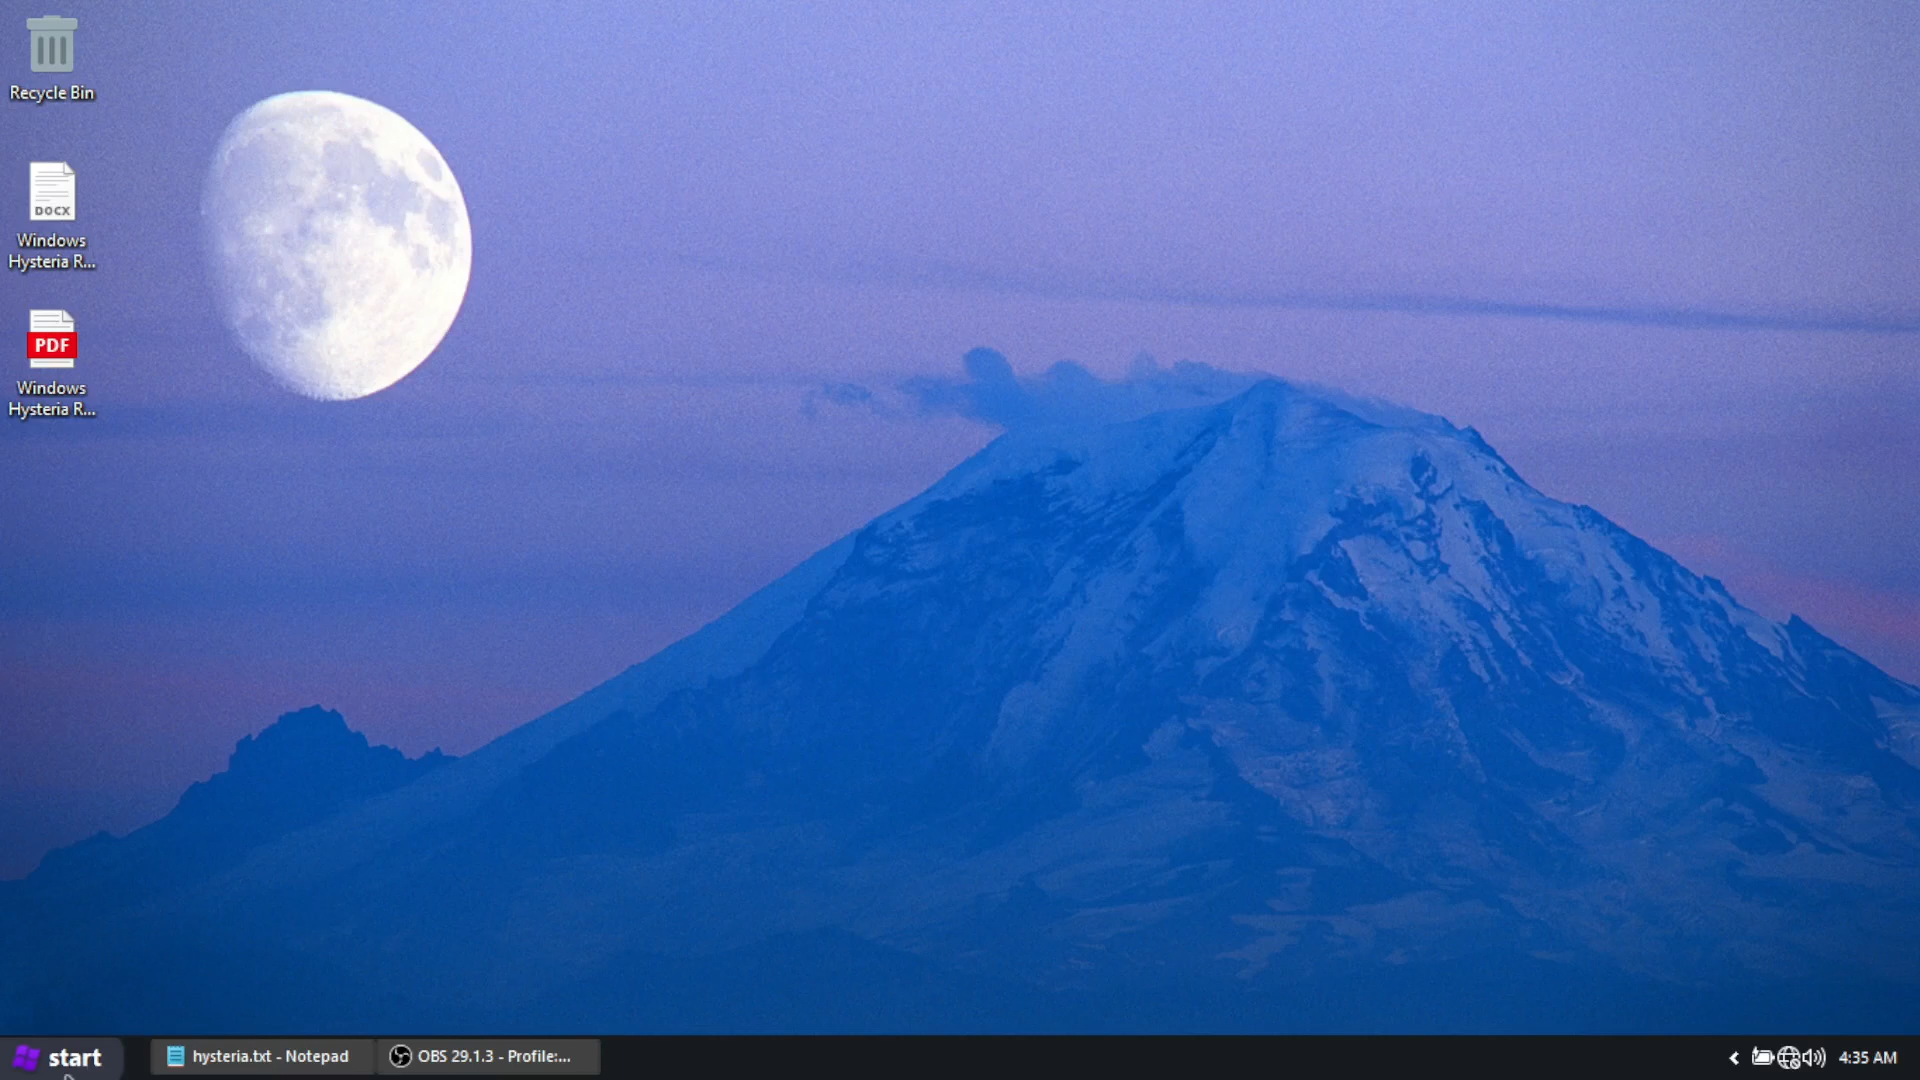 Recycle Bin
DOCX
Windows
Hysteria R...
PDF
Windows
Hysteria R...
start
hysteria.txt - Notepad
OBS 29.1.3 - Profile:...
4:35 AM